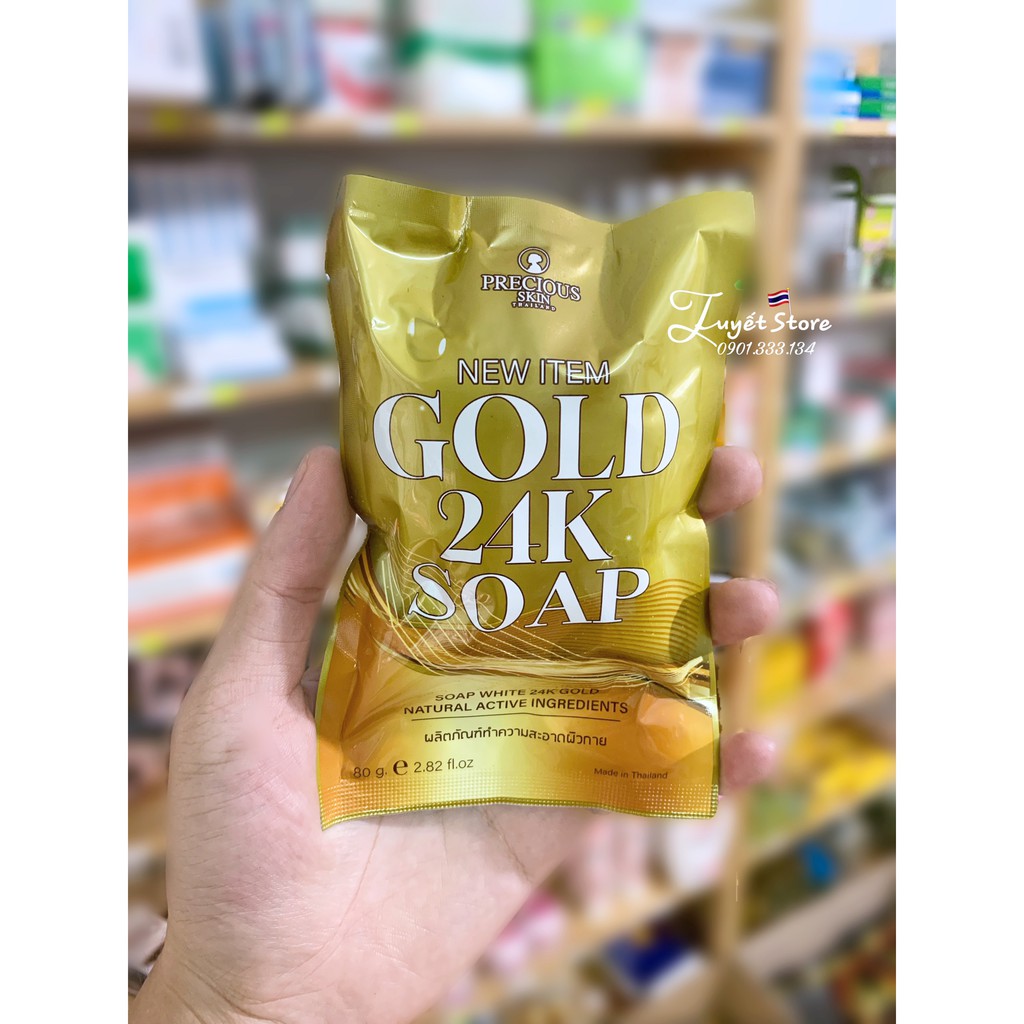 PRECIOUS
SKIN
THAILAND
Tuyết Store
0901.333.134
NEW ITEM
GOLD
24K
SOAP
SOAP WHITE 24K GOLD
NATURAL ACTIVE INGREDIENTS
ผลิตภัณฑ์ทำความสะอาดผิวกาย
80 g. e 2.82 fl.oz
Made in Thailand